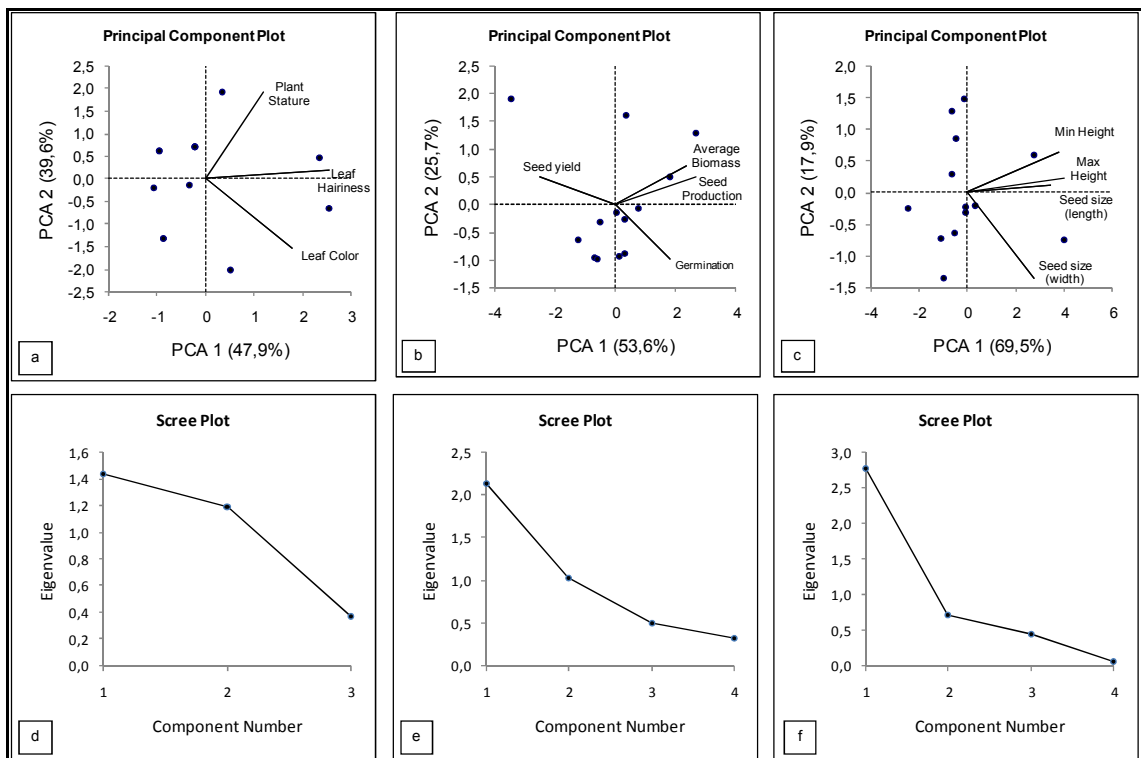 Principal Component Plot
PCA 2 (39,6%)
2,5
2,0
1,5
1,0
0,5
0,0
-0,5
-1,0
-1,5
-2,0
-2,5
Plant
Stature
Leaf
Hairiness
Leaf Color
-2 -1 0 1 2 3
PCA 1 (47,9%)
a
Principal Component Plot
PCA 2 (25,7%)
2,5
2,0
1,5
1,0
0,5
0,0
-0,5
-1,0
-1,5
Seed yield
Average
Biomass
Seed
Production
Germination
-4 -2 0 2 4
PCA 1 (53,6%)
b
Principal Component Plot
PCA 2 (17,9%)
2,0
1,5
1,0
0,5
0,0
-0,5
-1,0
-1,5
Min Height
Max
Height
Seed size
(length)
Seed size
(width)
-4 -2 0 2 4 6
PCA 1 (69,5%)
c
Scree Plot
Eigenvalue
1,6
1,4
1,2
1,0
0,8
0,6
0,4
0,2
0,0
1 2 3
Component Number
d
Scree Plot
Eigenvalue
2,5
2,0
1,5
1,0
0,5
0,0
1 2 3 4
Component Number
e
Scree Plot
Eigenvalue
3,0
2,5
2,0
1,5
1,0
0,5
0,0
1 2 3 4
Component Number
f